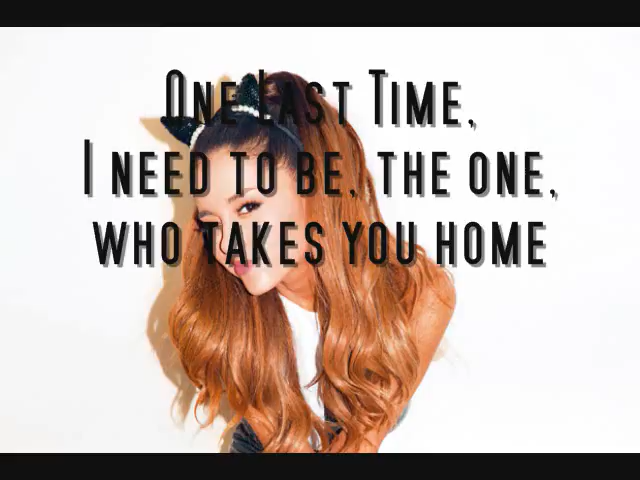 One Last Time,
I need to be, the one,
who takes you home